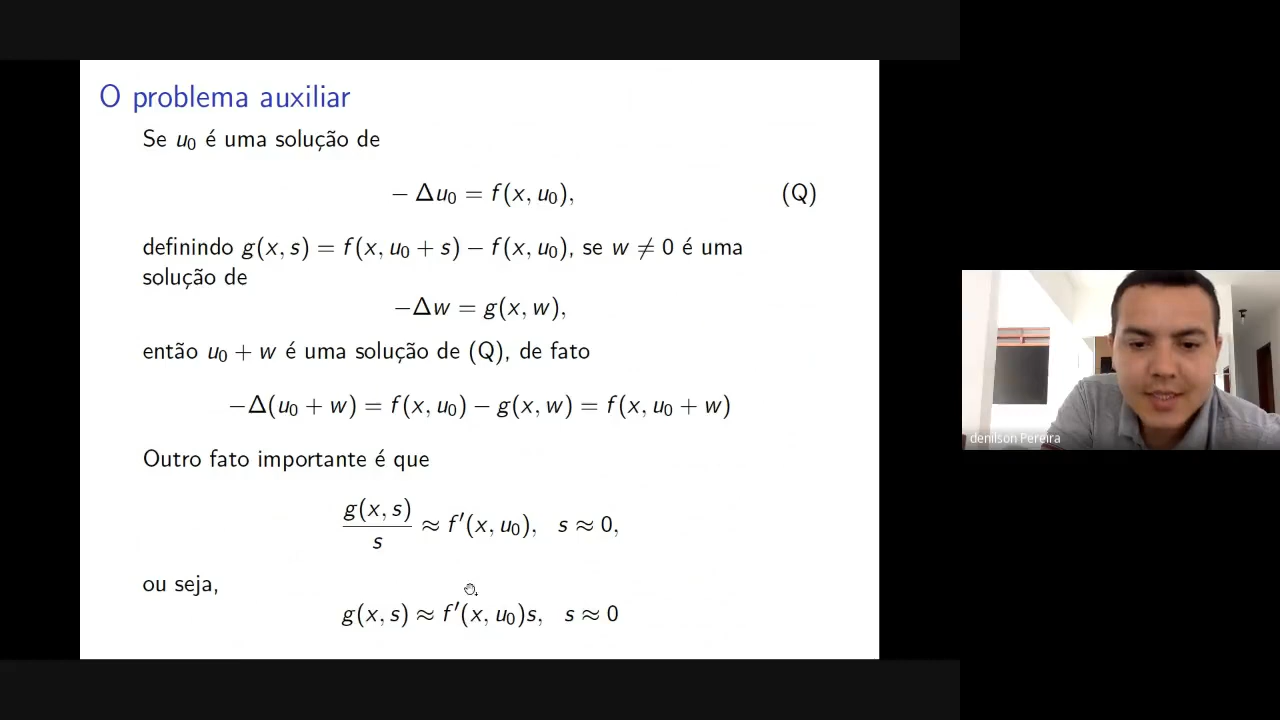 O problema auxiliar
Se u₀ é uma solução de
− Δu₀ = f(x, u₀), (Q)
definindo g(x, s) = f(x, u₀ + s) − f(x, u₀), se w ≠ 0 é uma
solução de
−Δw = g(x, w),
então u₀ + w é uma solução de (Q), de fato
−Δ(u₀ + w) = f(x, u₀) − g(x, w) = f(x, u₀ + w)
Outro fato importante é que
g(x, s)
s
≈ f′(x, u₀), s ≈ 0,
ou seja,
g(x, s) ≈ f′(x, u₀)s, s ≈ 0
denilson Pereira